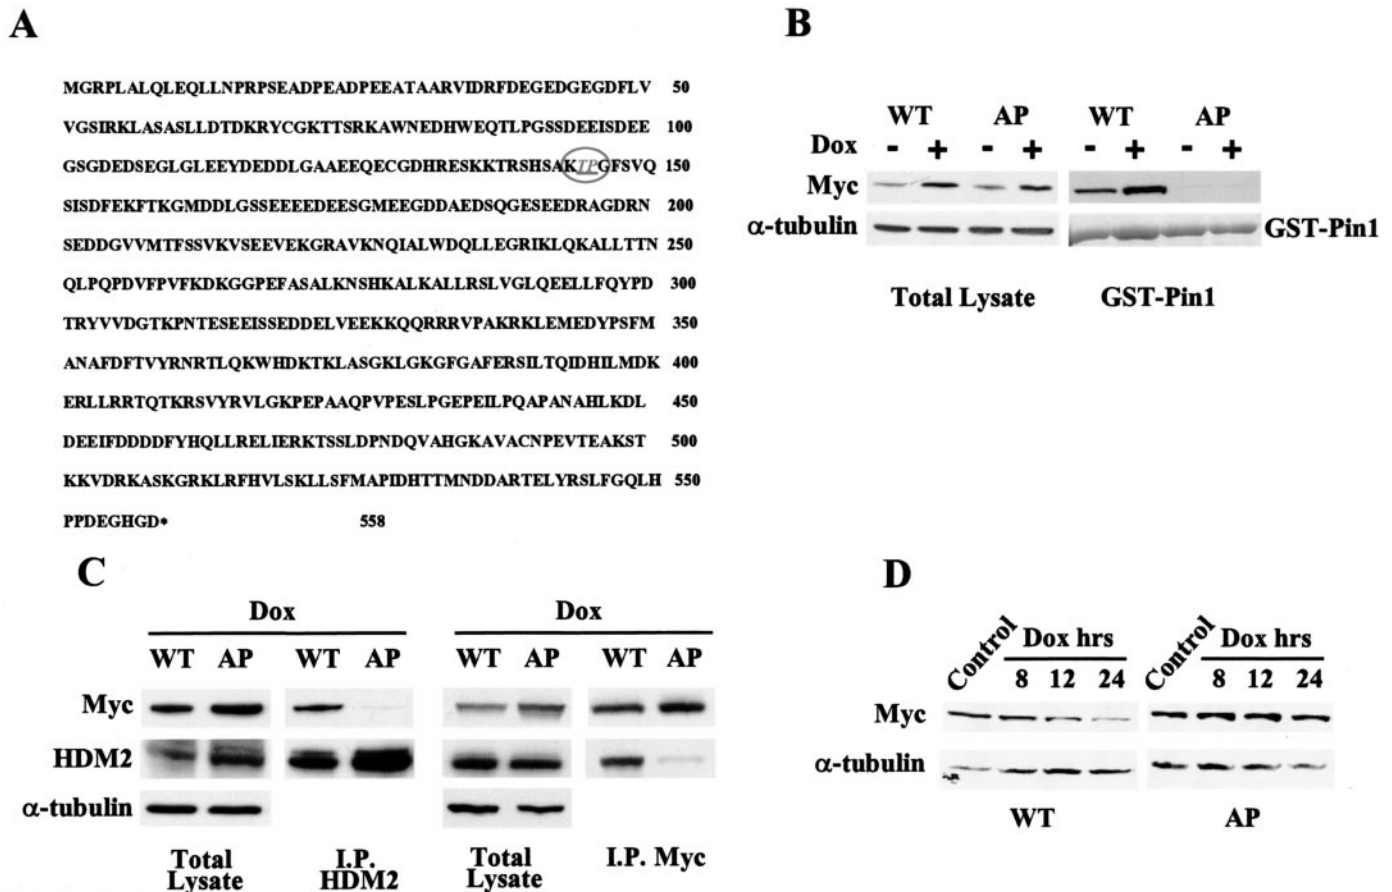 A
MGRPLALQLEQLLNPRPSEADPEADPEEATAARVIDRFDEGEDGEGDFLV 50
VGSIRKLASASLLDTDKRYCGKTTSRKAWNEDHWEQTLPGSSDEEISDEE 100
GSGDEDSEGLGLEEYDEDDLGAAEEQECGDHRESKKTRSHSAKTPGFSVQ 150
SISDFEKFTKGMDDLGSSEEEEDEESGMEEGDDAEDSQGESEEDRAGDRN 200
SEDDGVVMTFSSVKVSEEVEKGRAVKNQIALWDQLLEGRIKLQKALLTTN 250
QLPQPDVFPVFKDKGGPEFASALKNSHKALKALLRSLVGLQEELLFQYPD 300
TRYVVDGTKPNTESEEISSEDDELVEEKKQQRRRVPAKRKLEMEDYPSFM 350
ANAFDFTVYRNRTLQKWHDKTKLASGKLGKGFGAFERSILTQIDHILMDK 400
ERLLRRTQTKRSVYRVLGKPEPAAQPVPESLPGEPEILPQAPANAHLKDL 450
DEEIFDDDDFYHQLLRELIERKTSSLDPNDQVAHGKAVACNPEVTEAKST 500
KKVDRKASKGRKLRFHVLSKLLSFMAPIDHTTMNDDARTELYRSLFGQLH 550
PPDEGHGD* 558
B
WT AP WT AP
Dox - + - + - + - +
Myc
α-tubulin GST-Pin1
Total Lysate GST-Pin1
C
Dox Dox
WT AP WT AP WT AP WT AP
Myc
HDM2
α-tubulin
Total Lysate I.P. HDM2 Total Lysate I.P. Myc
D
Control Dox hrs Control Dox hrs
8 12 24 8 12 24
Myc
α-tubulin
WT AP